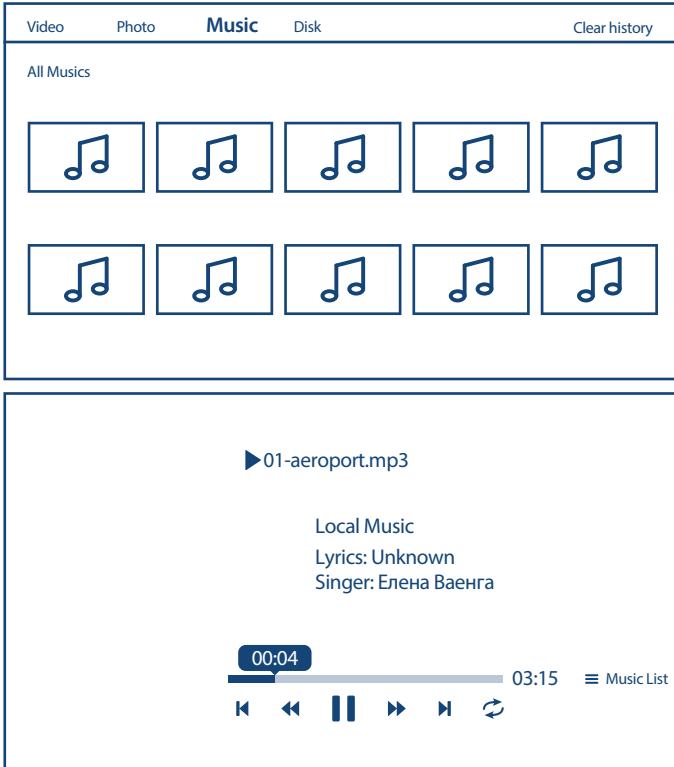 Video Photo Music Disk Clear history
All Musics
01-aeroport.mp3
Local Music
Lyrics: Unknown
Singer: Елена Ваенга
00:04
03:15 Music List